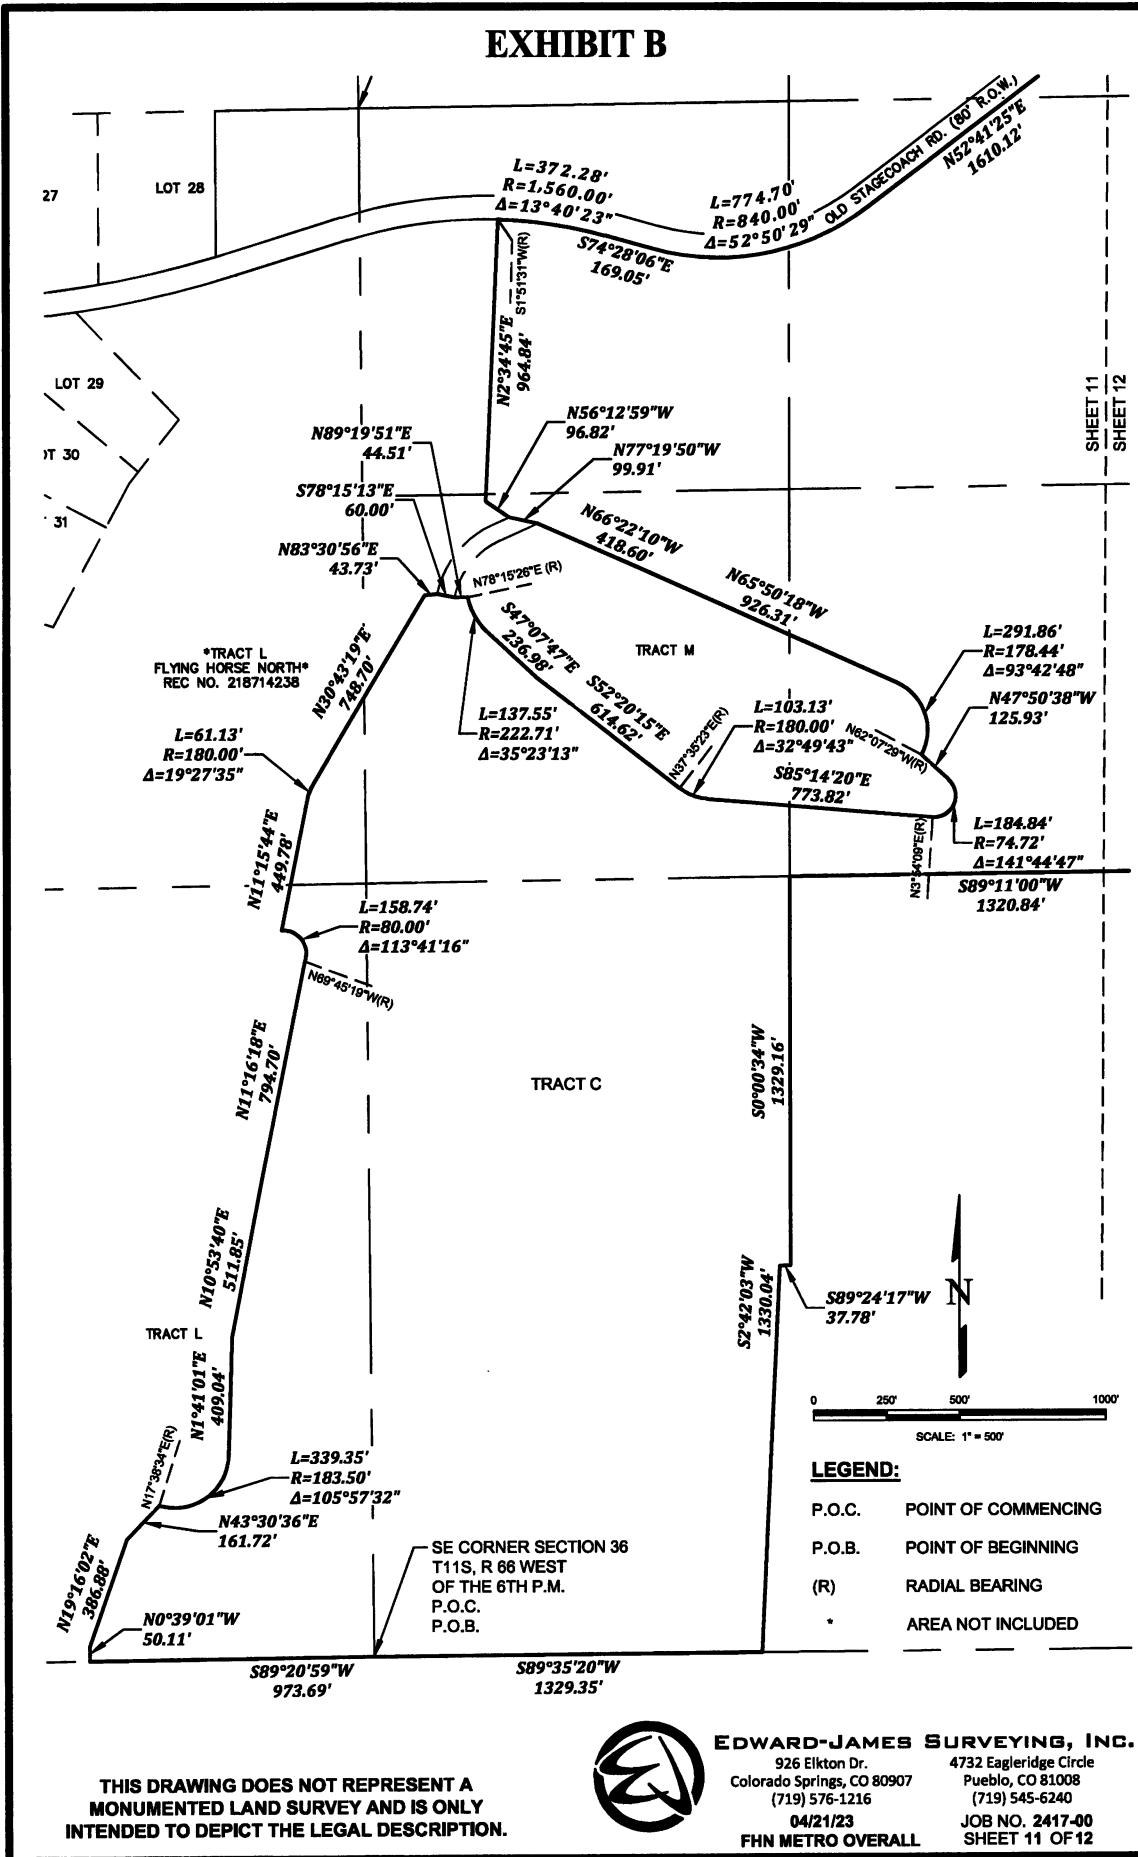 EXHIBIT B
27
LOT 28
L=372.28'
R=1,560.00'
Δ=13°40'23"
L=774.70'
R=840.00'
Δ=52°50'29"
OLD STAGECOACH RD. (80' R.O.W.)
N52°41'25"E
1610.12'
S74°28'06"E
169.05'
S1°51'31"W(R)
N2°34'45"E
964.84'
LOT 29
SHEET 11
SHEET 12
N56°12'59"W
96.82'
N89°19'51"E
44.51'
N77°19'50"W
99.91'
OT 30
S78°15'13"E
60.00'
31
N66°22'10"W
418.60'
N83°30'56"E
43.73'
N78°15'26"E (R)
N65°50'18"W
926.31'
S47°07'47"E
236.98'
TRACT M
L=291.86'
R=178.44'
Δ=93°42'48"
*TRACT L
FLYING HORSE NORTH*
REC NO. 218714238
N30°43'19"E
748.70'
S52°20'15"E
614.62'
N47°50'38"W
125.93'
L=137.55'
R=222.71'
Δ=35°23'13"
N37°35'23"E(R)
L=103.13'
R=180.00'
Δ=32°49'43"
N62°07'29"W(R)
L=61.13'
R=180.00'
Δ=19°27'35"
S85°14'20"E
773.82'
L=184.84'
R=74.72'
Δ=141°44'47"
N11°15'44"E
449.78'
N3°54'09"E(R)
S89°11'00"W
1320.84'
L=158.74'
R=80.00'
Δ=113°41'16"
N69°45'19"W(R)
N11°16'18"E
794.70'
TRACT C
S0°00'34"W
1329.16'
N10°53'40"E
511.85'
S2°42'03"W
1330.04'
S89°24'17"W
37.78'
N
TRACT L
N1°41'01"E
409.04'
0 250' 500' 1000'
SCALE: 1" = 500'
N17°38'34"E(R)
L=339.35'
R=183.50'
Δ=105°57'32"
LEGEND:
P.O.C. POINT OF COMMENCING
P.O.B. POINT OF BEGINNING
(R) RADIAL BEARING
* AREA NOT INCLUDED
N43°30'36"E
161.72'
N19°16'02"E
386.88'
SE CORNER SECTION 36
T11S, R 66 WEST
OF THE 6TH P.M.
P.O.C.
P.O.B.
N0°39'01"W
50.11'
S89°20'59"W
973.69'
S89°35'20"W
1329.35'
THIS DRAWING DOES NOT REPRESENT A
MONUMENTED LAND SURVEY AND IS ONLY
INTENDED TO DEPICT THE LEGAL DESCRIPTION.
EDWARD-JAMES SURVEYING, INC.
926 Elkton Dr.
Colorado Springs, CO 80907
(719) 576-1216
4732 Eagleridge Circle
Pueblo, CO 81008
(719) 545-6240
04/21/23
FHN METRO OVERALL
JOB NO. 2417-00
SHEET 11 OF 12